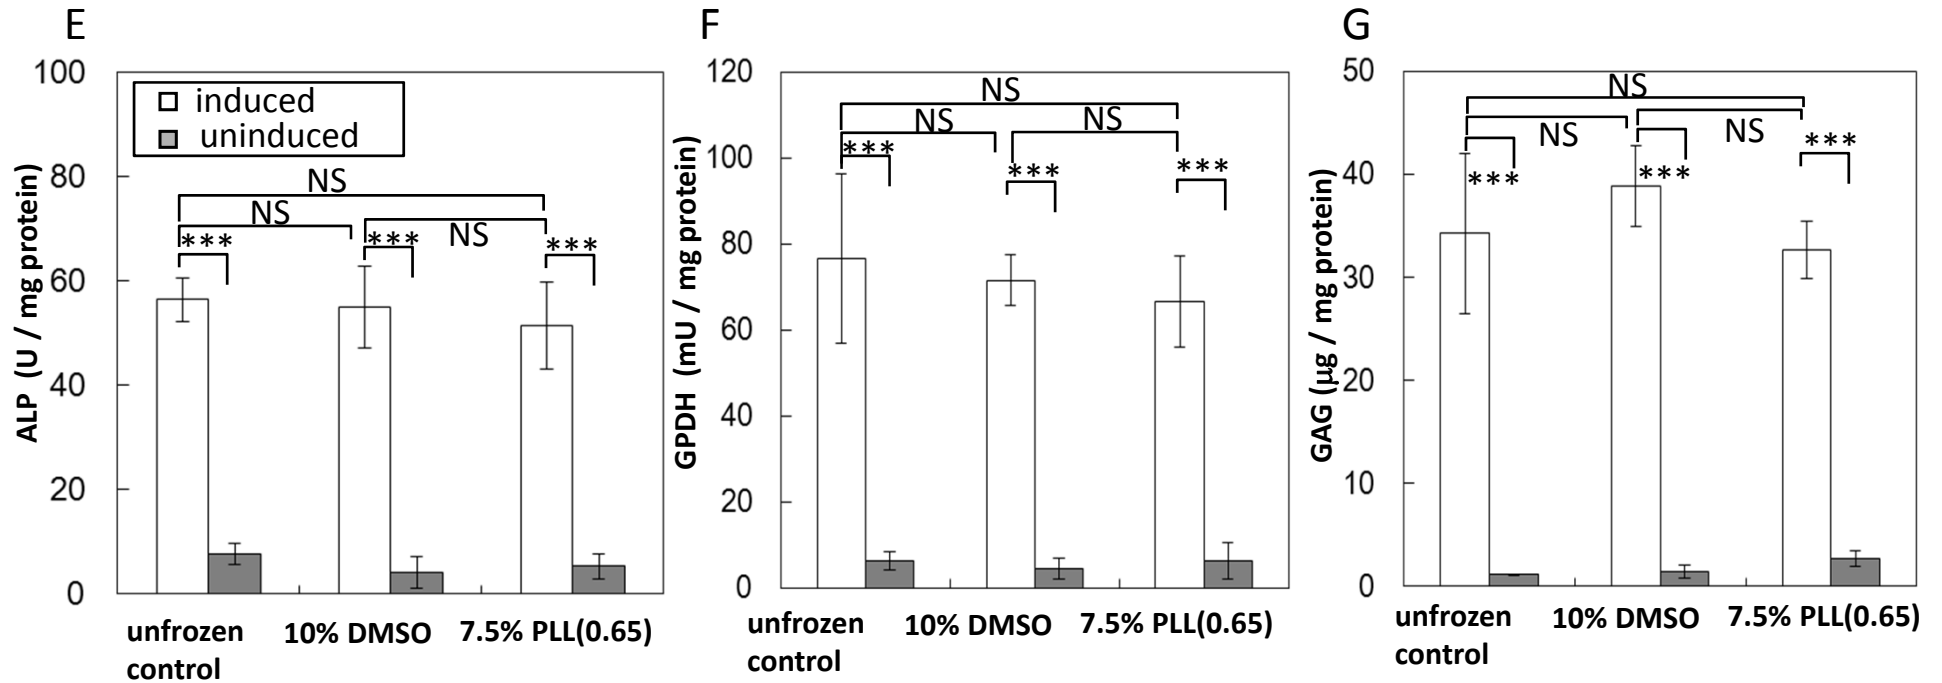 E
100
80
60
40
20
0
ALP (U / mg protein)
induced
uninduced
NS
NS
NS
***
***
***
unfrozen
control
10% DMSO
7.5% PLL(0.65)
F
120
100
80
60
40
20
0
GPDH (mU / mg protein)
NS
NS
NS
***
***
***
unfrozen
control
10% DMSO
7.5% PLL(0.65)
G
50
40
30
20
10
0
GAG (μg / mg protein)
NS
NS
NS
***
***
***
unfrozen
control
10% DMSO
7.5% PLL(0.65)